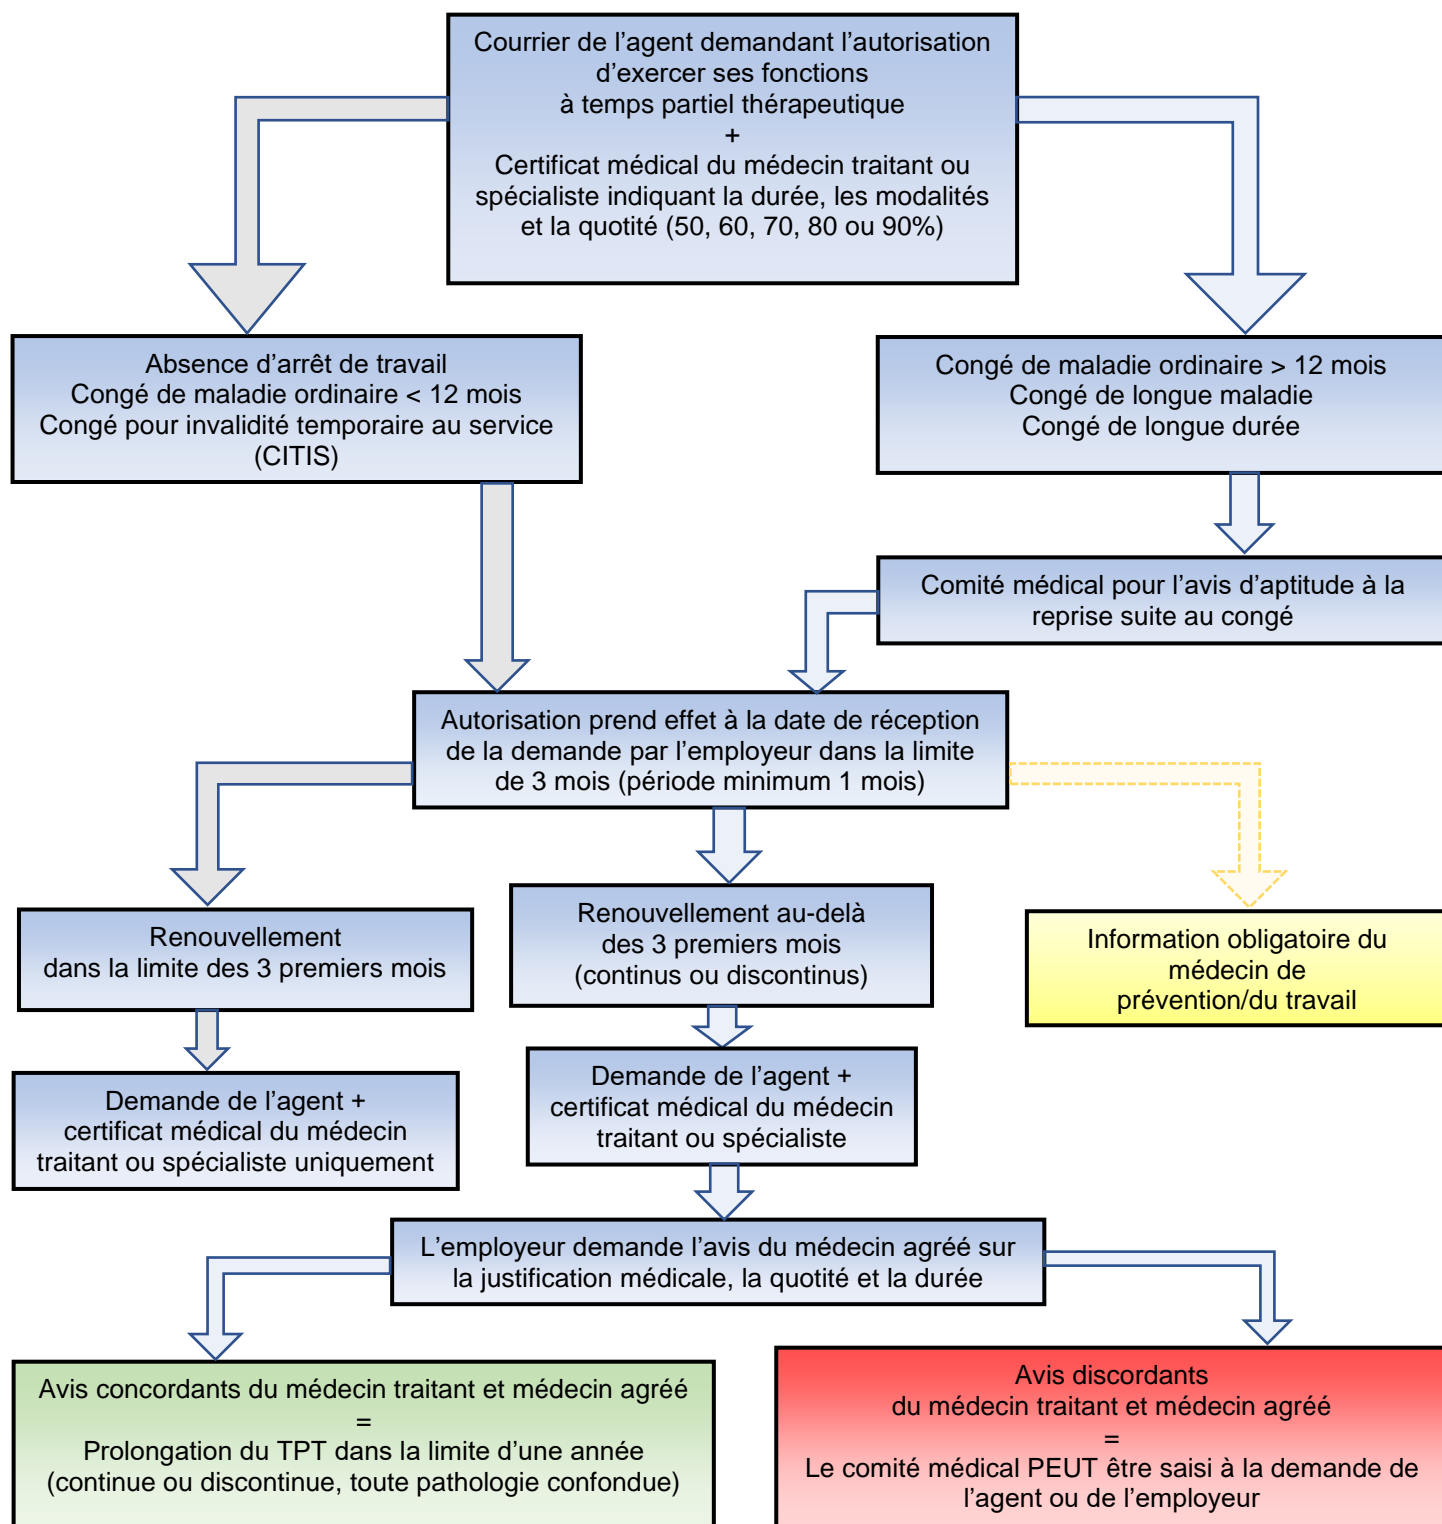 Courrier de l’agent demandant l’autorisation
d’exercer ses fonctions
à temps partiel thérapeutique
+
Certificat médical du médecin traitant ou
spécialiste indiquant la durée, les modalités
et la quotité (50, 60, 70, 80 ou 90%)
Absence d’arrêt de travail
Congé de maladie ordinaire < 12 mois
Congé pour invalidité temporaire au service
(CITIS)
Congé de maladie ordinaire > 12 mois
Congé de longue maladie
Congé de longue durée
Comité médical pour l’avis d’aptitude à la
reprise suite au congé
Autorisation prend effet à la date de réception
de la demande par l’employeur dans la limite
de 3 mois (période minimum 1 mois)
Renouvellement
dans la limite des 3 premiers mois
Renouvellement au-delà
des 3 premiers mois
(continus ou discontinus)
Information obligatoire du
médecin de
prévention/du travail
Demande de l’agent +
certificat médical du médecin
traitant ou spécialiste uniquement
Demande de l’agent +
certificat médical du médecin
traitant ou spécialiste
L’employeur demande l’avis du médecin agréé sur
la justification médicale, la quotité et la durée
Avis concordants du médecin traitant et médecin agréé
=
Prolongation du TPT dans la limite d’une année
(continue ou discontinue, toute pathologie confondue)
Avis discordants
du médecin traitant et médecin agréé
=
Le comité médical PEUT être saisi à la demande de
l’agent ou de l’employeur